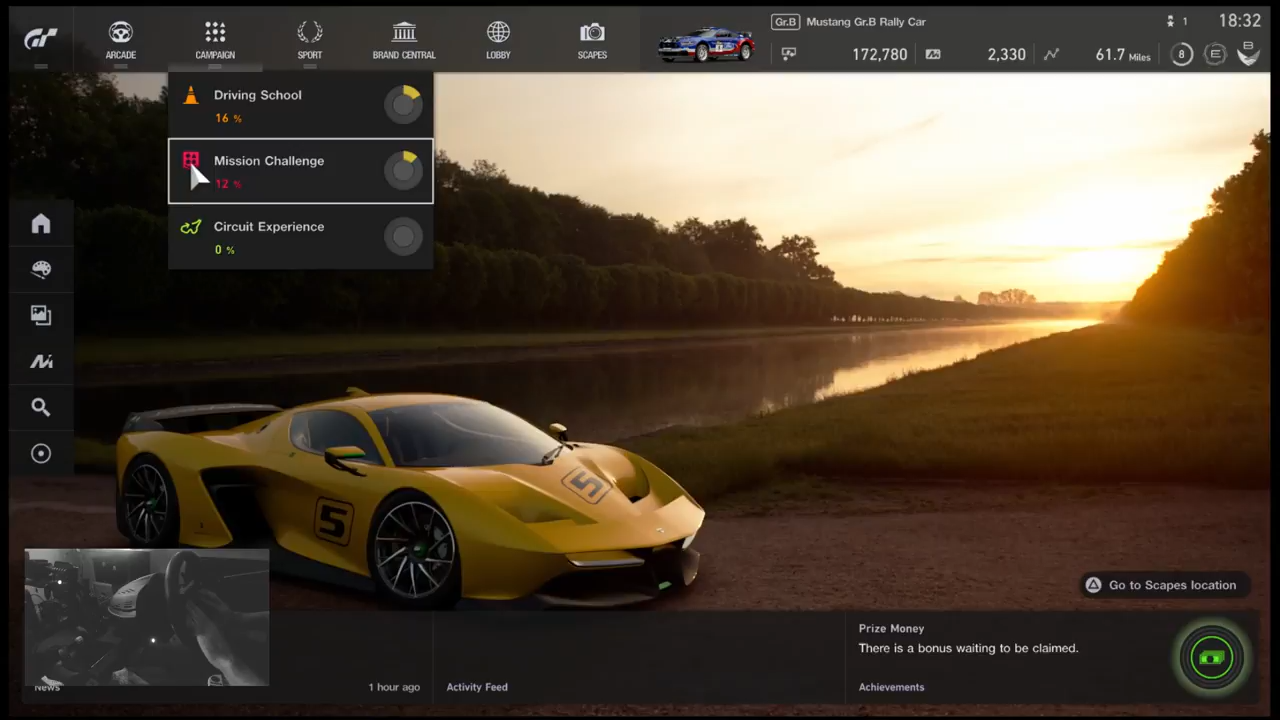 ARCADE
CAMPAIGN
SPORT
BRAND CENTRAL
LOBBY
SCAPES
Gr.B Mustang Gr.B Rally Car
1
18:32
172,780
2,330
61.7 Miles
8
E
B
Driving School
16 %
Mission Challenge
12 %
Circuit Experience
0 %
5
5
Go to Scapes location
Prize Money
There is a bonus waiting to be claimed.
News
1 hour ago
Activity Feed
Achievements